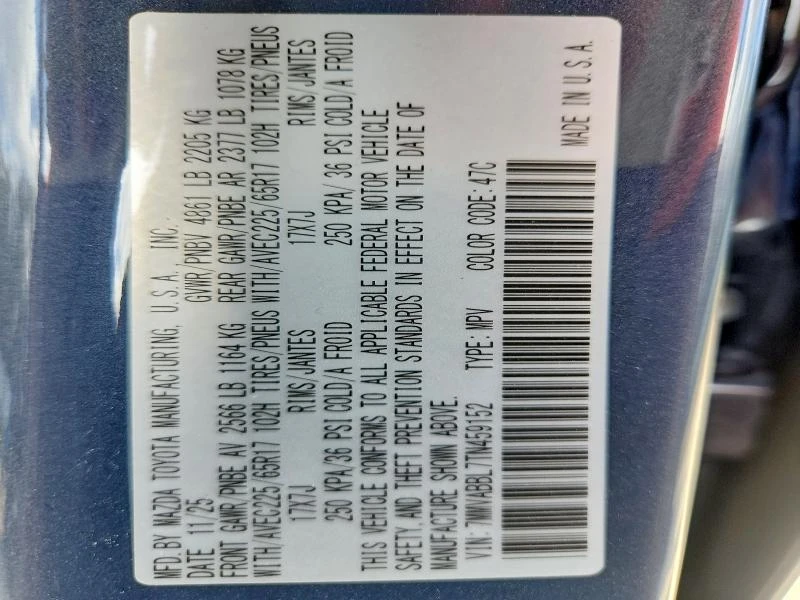 MFD. BY MAZDA TOYOTA MANUFACTURING, U.S.A., INC.
DATE 11/25 GVWR/PNBV 4861 LB 2205 KG
FRONT GAWR/PNBE AV 2566 LB 1164 KG REAR GAWR/PNBE AR 2377 LB 1078 KG
WITH/AVEC225/65R17 102H TIRES/PNEUS WITH/AVEC225/65R17 102H TIRES/PNEUS
17X7J RIMS/JANTES 17X7J RIMS/JANTES
250 KPA/36 PSI COLD/A FROID 250 KPA/ 36 PSI COLD/A FROID
THIS VEHICLE CONFORMS TO ALL APPLICABLE FEDERAL MOTOR VEHICLE
SAFETY AND THEFT PREVENTION STANDARDS IN EFFECT ON THE DATE OF
MANUFACTURE SHOWN ABOVE.
VIN: 7MMVABBL7TN459152 TYPE: MPV COLOR CODE: 47C
MADE IN U.S.A.